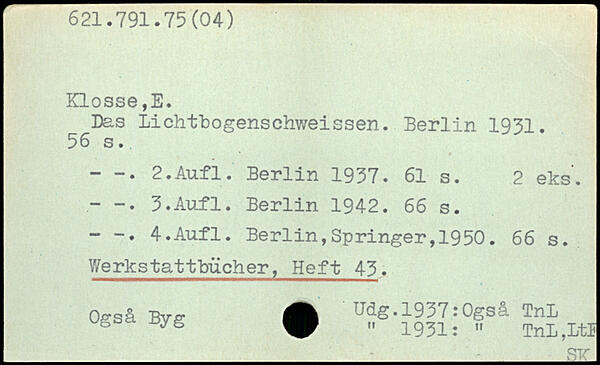 621.791.75(04)
Klosse,E.
Das Lichtbogenschweissen. Berlin 1931.
56 s.
- -. 2.Aufl. Berlin 1937. 61 s. 2 eks.
- -. 3.Aufl. Berlin 1942. 66 s.
- -. 4.Aufl. Berlin,Springer,1950. 66 s.
Werkstattbücher, Heft 43.
Også Byg
Udg.1937:Også TnL
" 1931: " TnL,LtF
SK